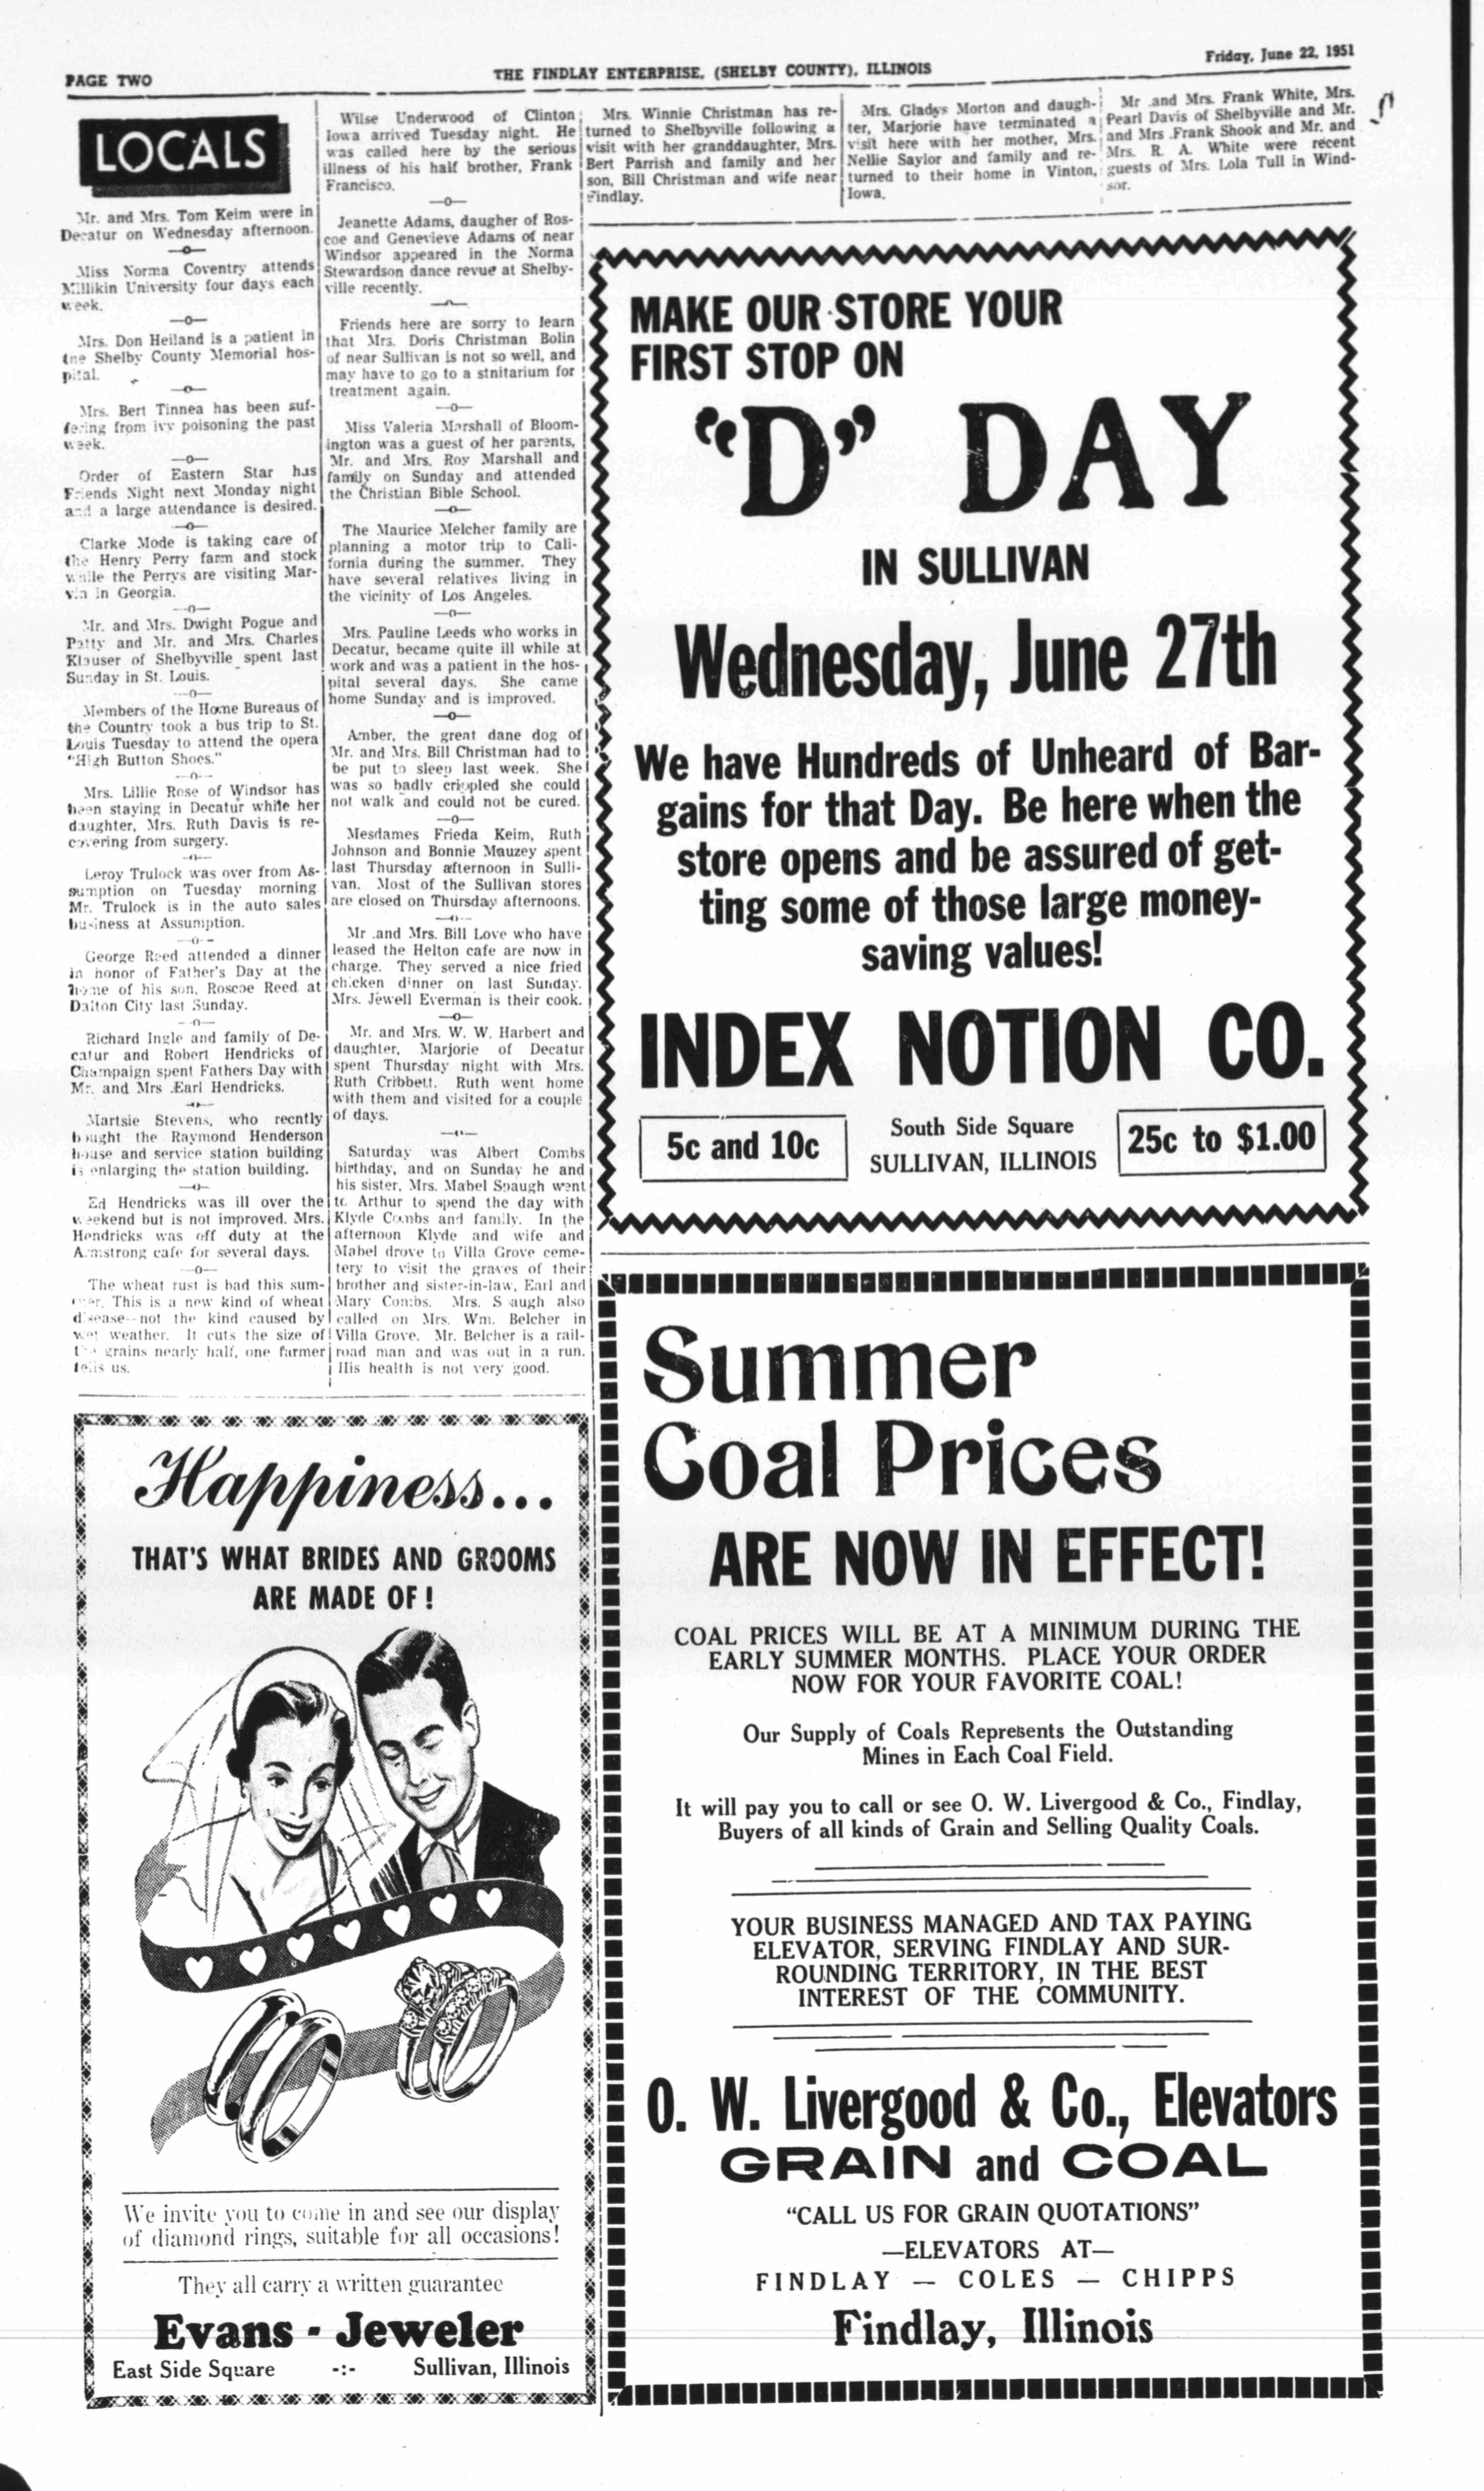 PAGE TWO
THE FINDLAY ENTERPRISE, (SHELBY COUNTY), ILLINOIS
Friday, June 22, 1951
LOCALS
Mr. and Mrs. Tom Keim were in
Decatur on Wednesday afternoon.
—o—
Miss Norma Coventry attends
Millikin University four days each
week.
—o—
Mrs. Don Heiland is a patient in
tne Shelby County Memorial hos-
pital.
—o—
Mrs. Bert Tinnea has been suf-
fering from ivy poisoning the past
week.
—o—
Order of Eastern Star has
Friends Night next Monday night
and a large attendance is desired.
—o—
Clarke Mode is taking care of
the Henry Perry farm and stock
while the Perrys are visiting Mar-
vin in Georgia.
—o—
Mr. and Mrs. Dwight Pogue and
Patty and Mr. and Mrs. Charles
Klauser of Shelbyville spent last
Sunday in St. Louis.
—o—
Members of the Home Bureaus of
the Country took a bus trip to St.
Louis Tuesday to attend the opera
"High Button Shoes."
—o—
Mrs. Lillie Rose of Windsor has
been staying in Decatur while her
daughter, Mrs. Ruth Davis is re-
covering from surgery.
—o—
Leroy Trulock was over from As-
sumption on Tuesday morning.
Mr. Trulock is in the auto sales
business at Assumption.
—o—
George Reed attended a dinner
in honor of Father's Day at the
home of his son, Roscoe Reed at
Dalton City last Sunday.
—o—
Richard Ingle and family of De-
catur and Robert Hendricks of
Champaign spent Fathers Day with
Mr. and Mrs .Earl Hendricks.
—o—
Martsie Stevens, who recntly
bought the Raymond Henderson
house and service station building
is enlarging the station building.
—o—
Ed Hendricks was ill over the
weekend but is not improved. Mrs.
Hendricks was off duty at the
Armstrong cafe for several days.
—o—
The wheat rust is bad this sum-
mer. This is a new kind of wheat
disease--not the kind caused by
wet weather. It cuts the size of
the grains nearly half, one farmer
tells us.
Wilse Underwood of Clinton
Iowa arrived Tuesday night. He
was called here by the serious
illness of his half brother, Frank
Francisco.
—o—
Jeanette Adams, daugher of Ros-
coe and Genevieve Adams of near
Windsor appeared in the Norma
Stewardson dance revue at Shelby-
ville recently.
—o—
Friends here are sorry to learn
that Mrs. Doris Christman Bolin
of near Sullivan is not so well, and
may have to go to a stnitarium for
treatment again.
—o—
Miss Valeria Marshall of Bloom-
ington was a guest of her parents,
Mr. and Mrs. Roy Marshall and
family on Sunday and attended
the Christian Bible School.
—o—
The Maurice Melcher family are
planning a motor trip to Cali-
fornia during the summer. They
have several relatives living in
the vicinity of Los Angeles.
—o—
Mrs. Pauline Leeds who works in
Decatur, became quite ill while at
work and was a patient in the hos-
pital several days. She came
home Sunday and is improved.
—o—
Amber, the great dane dog of
Mr. and Mrs. Bill Christman had to
be put to sleep last week. She
was so badly crippled she could
not walk and could not be cured.
—o—
Mesdames Frieda Keim, Ruth
Johnson and Bonnie Mauzey spent
last Thursday afternoon in Sulli-
van. Most of the Sullivan stores
are closed on Thursday afternoons.
—o—
Mr .and Mrs. Bill Love who have
leased the Helton cafe are now in
charge. They served a nice fried
chicken dinner on last Sunday.
Mrs. Jewell Everman is their cook.
—o—
Mr. and Mrs. W. W. Harbert and
daughter, Marjorie of Decatur
spent Thursday night with Mrs.
Ruth Cribbett. Ruth went home
with them and visited for a couple
of days.
—o—
Saturday was Albert Combs
birthday, and on Sunday he and
his sister, Mrs. Mabel Spaugh went
to Arthur to spend the day with
Klyde Combs and family. In the
afternoon Klyde and wife and
Mabel drove to Villa Grove ceme-
tery to visit the graves of their
brother and sister-in-law, Earl and
Mary Combs. Mrs. S augh also
called on Mrs. Wm. Belcher in
Villa Grove. Mr. Belcher is a rail-
road man and was out in a run.
His health is not very good.
Mrs. Winnie Christman has re-
turned to Shelbyville following a
visit with her granddaughter, Mrs.
Bert Parrish and family and her
son, Bill Christman and wife near
Findlay.
Mrs. Gladys Morton and daugh-
ter, Marjorie have terminated a
visit here with her mother, Mrs.
Nellie Saylor and family and re-
turned to their home in Vinton,
Iowa.
Mr .and Mrs. Frank White, Mrs.
Pearl Davis of Shelbyville and Mr.
and Mrs .Frank Shook and Mr. and
Mrs. R. A. White were recent
guests of Mrs. Lola Tull in Wind-
sor.
MAKE OUR STORE YOUR
FIRST STOP ON
"D" DAY
IN SULLIVAN
Wednesday, June 27th
We have Hundreds of Unheard of Bar-
gains for that Day. Be here when the
store opens and be assured of get-
ting some of those large money-
saving values!
INDEX NOTION CO.
5c and 10c
South Side Square
SULLIVAN, ILLINOIS
25c to $1.00
Happiness...
THAT'S WHAT BRIDES AND GROOMS
ARE MADE OF!
We invite you to come in and see our display
of diamond rings, suitable for all occasions!
They all carry a written guarantee
Evans - Jeweler
East Side Square -:- Sullivan, Illinois
Summer
Coal Prices
ARE NOW IN EFFECT!
COAL PRICES WILL BE AT A MINIMUM DURING THE
EARLY SUMMER MONTHS. PLACE YOUR ORDER
NOW FOR YOUR FAVORITE COAL!
Our Supply of Coals Represents the Outstanding
Mines in Each Coal Field.
It will pay you to call or see O. W. Livergood & Co., Findlay,
Buyers of all kinds of Grain and Selling Quality Coals.
YOUR BUSINESS MANAGED AND TAX PAYING
ELEVATOR, SERVING FINDLAY AND SUR-
ROUNDING TERRITORY, IN THE BEST
INTEREST OF THE COMMUNITY.
O. W. Livergood & Co., Elevators
GRAIN and COAL
"CALL US FOR GRAIN QUOTATIONS"
—ELEVATORS AT—
FINDLAY — COLES — CHIPPS
Findlay, Illinois